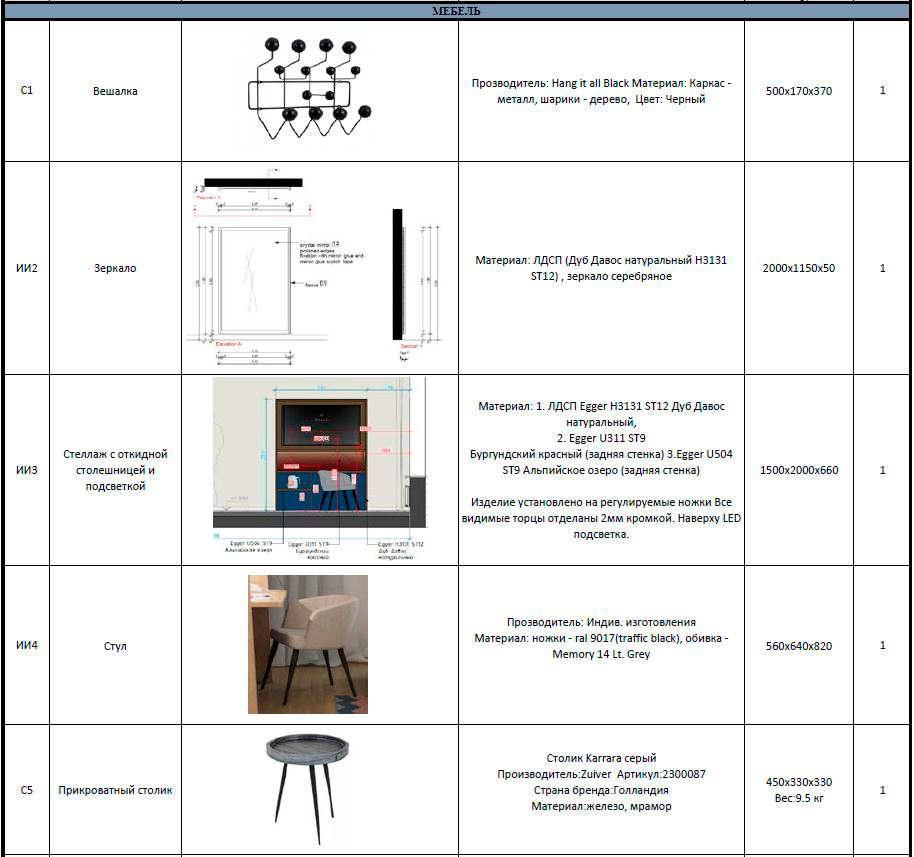 МЕБЕЛЬ
С1
Вешалка
Прозводитель: Hang it all Black Материал: Каркас -
металл, шарики - дерево, Цвет: Черный
500x170x370
1
ИИ2
Зеркало
crystal mirror,
polished edges,
fixation with mirror glue and
mirror glue scotch tape
frame
Elevation A
Section 1
Материал: ЛДСП (Дуб Давос натуральный H3131
ST12) , зеркало серебряное
2000x1150x50
1
ИИ3
Стеллаж с откидной
столешницей и
подсветкой
Egger U504 ST9
Альпийское озеро
Egger U311 ST9
Бургундский
красный
Egger H3131 ST12
Дуб Давос
натуральный
Материал: 1. ЛДСП Egger H3131 ST12 Дуб Давос
натуральный,
2. Egger U311 ST9
Бургундский красный (задняя стенка) 3.Egger U504
ST9 Альпийское озеро (задняя стенка)
Изделие установлено на регулируемые ножки Все
видимые торцы отделаны 2мм кромкой. Наверху LED
подсветка.
1500x2000x660
1
ИИ4
Стул
Прозводитель: Индив. изготовления
Материал: ножки - ral 9017(traffic black), обивка -
Memory 14 Lt. Grey
560x640x820
1
С5
Прикроватный столик
Столик Karrara серый
Производитель:Zuiver Артикул:2300087
Страна бренда:Голландия
Материал:железо, мрамор
450x330x330
Вес:9.5 кг
1